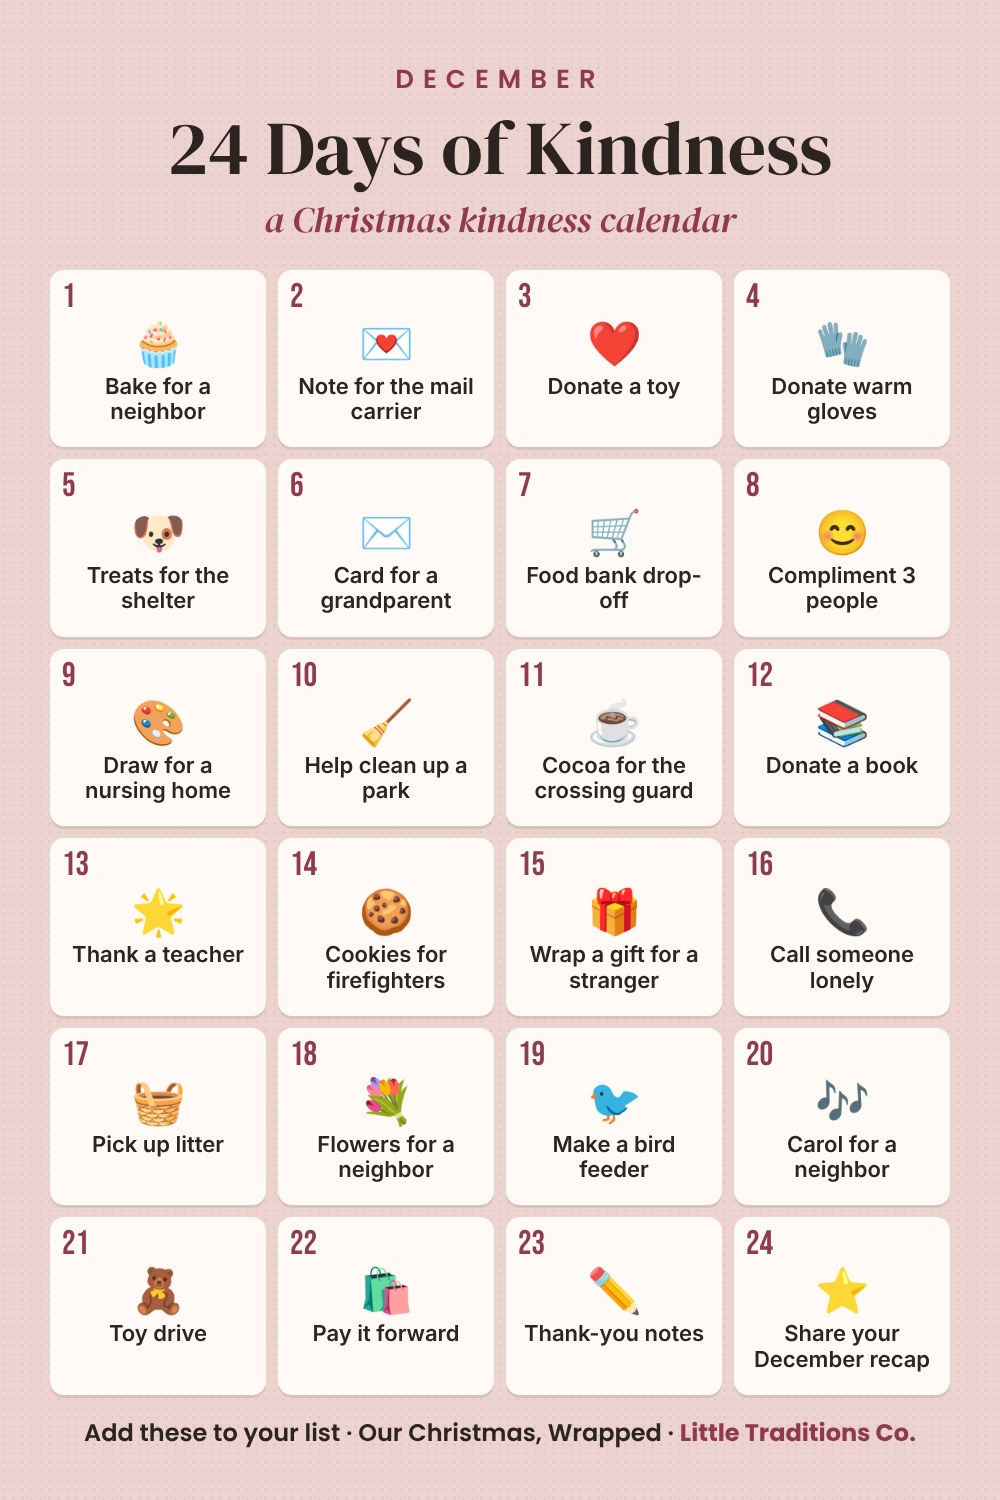 DECEMBER
24 Days of Kindness
a Christmas kindness calendar
1
Bake for a
neighbor
2
Note for the mail
carrier
3
Donate a toy
4
Donate warm
gloves
5
Treats for the
shelter
6
Card for a
grandparent
7
Food bank drop-
off
8
Compliment 3
people
9
Draw for a
nursing home
10
Help clean up a
park
11
Cocoa for the
crossing guard
12
Donate a book
13
Thank a teacher
14
Cookies for
firefighters
15
Wrap a gift for a
stranger
16
Call someone
lonely
17
Pick up litter
18
Flowers for a
neighbor
19
Make a bird
feeder
20
Carol for a
neighbor
21
Toy drive
22
Pay it forward
23
Thank-you notes
24
Share your
December recap
Add these to your list · Our Christmas, Wrapped · Little Traditions Co.